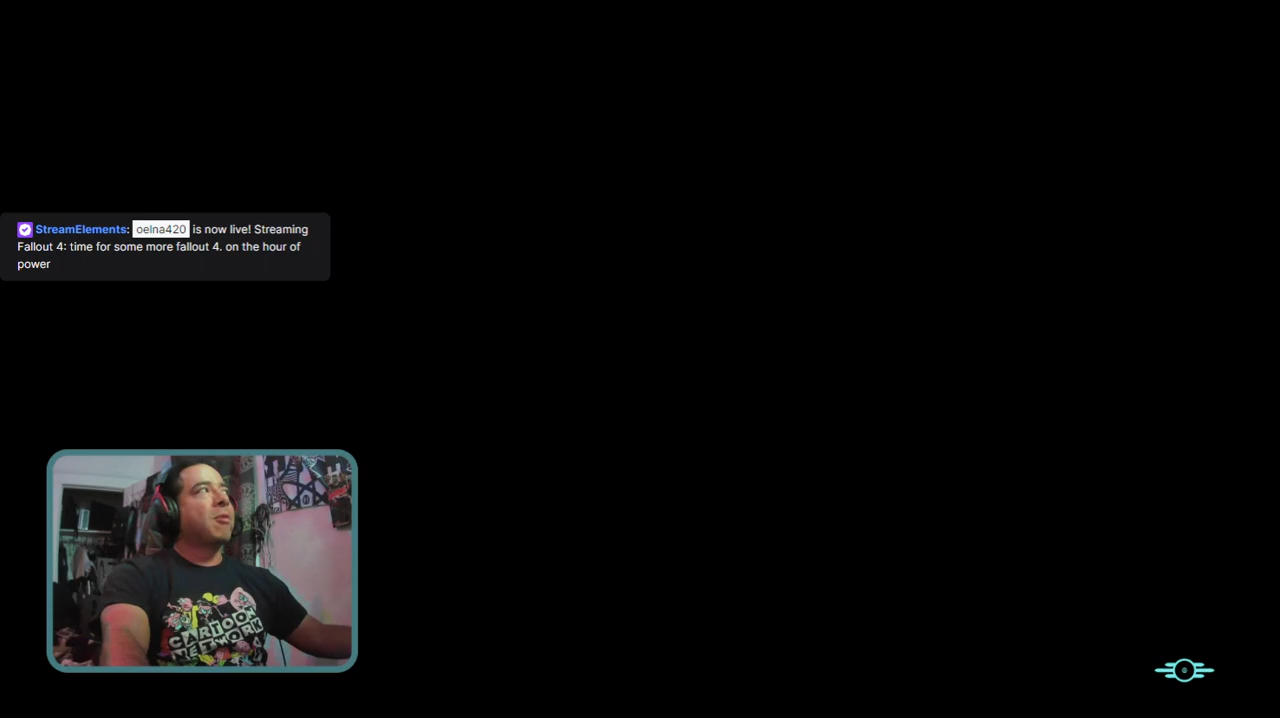 StreamElements: oelna420 is now live! Streaming
Fallout 4: time for some more fallout 4. on the hour of
power
CARTOON
NETWORK